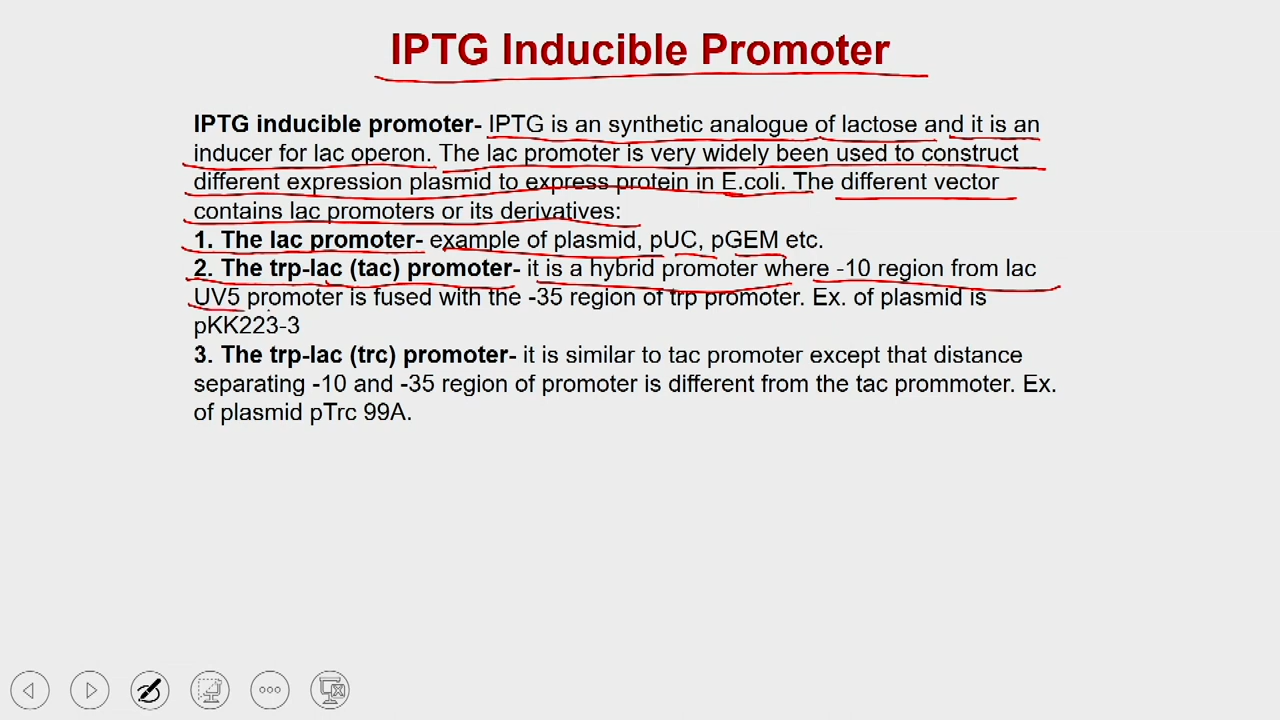 IPTG Inducible Promoter
IPTG inducible promoter- IPTG is an synthetic analogue of lactose and it is an
inducer for lac operon. The lac promoter is very widely been used to construct
different expression plasmid to express protein in E.coli. The different vector
contains lac promoters or its derivatives:
1. The lac promoter- example of plasmid, pUC, pGEM etc.
2. The trp-lac (tac) promoter- it is a hybrid promoter where -10 region from lac
UV5 promoter is fused with the -35 region of trp promoter. Ex. of plasmid is
pKK223-3
3. The trp-lac (trc) promoter- it is similar to tac promoter except that distance
separating -10 and -35 region of promoter is different from the tac prommoter. Ex.
of plasmid pTrc 99A.